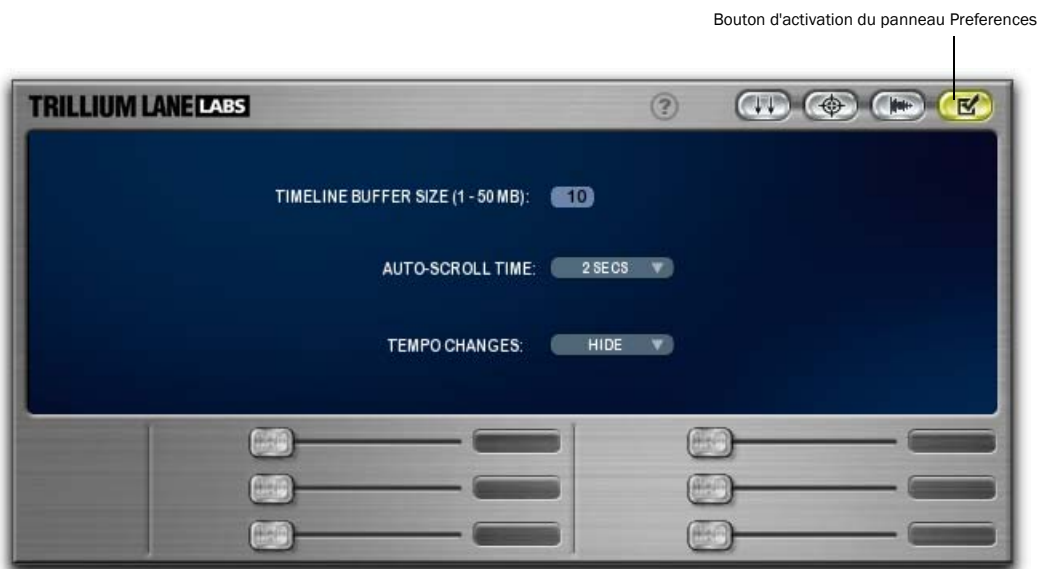 Bouton d'activation du panneau Preferences
TRILLIUM LANE LABS
?
TIMELINE BUFFER SIZE (1 - 50 MB): 10
AUTO-SCROLL TIME: 2 SECS
TEMPO CHANGES: HIDE